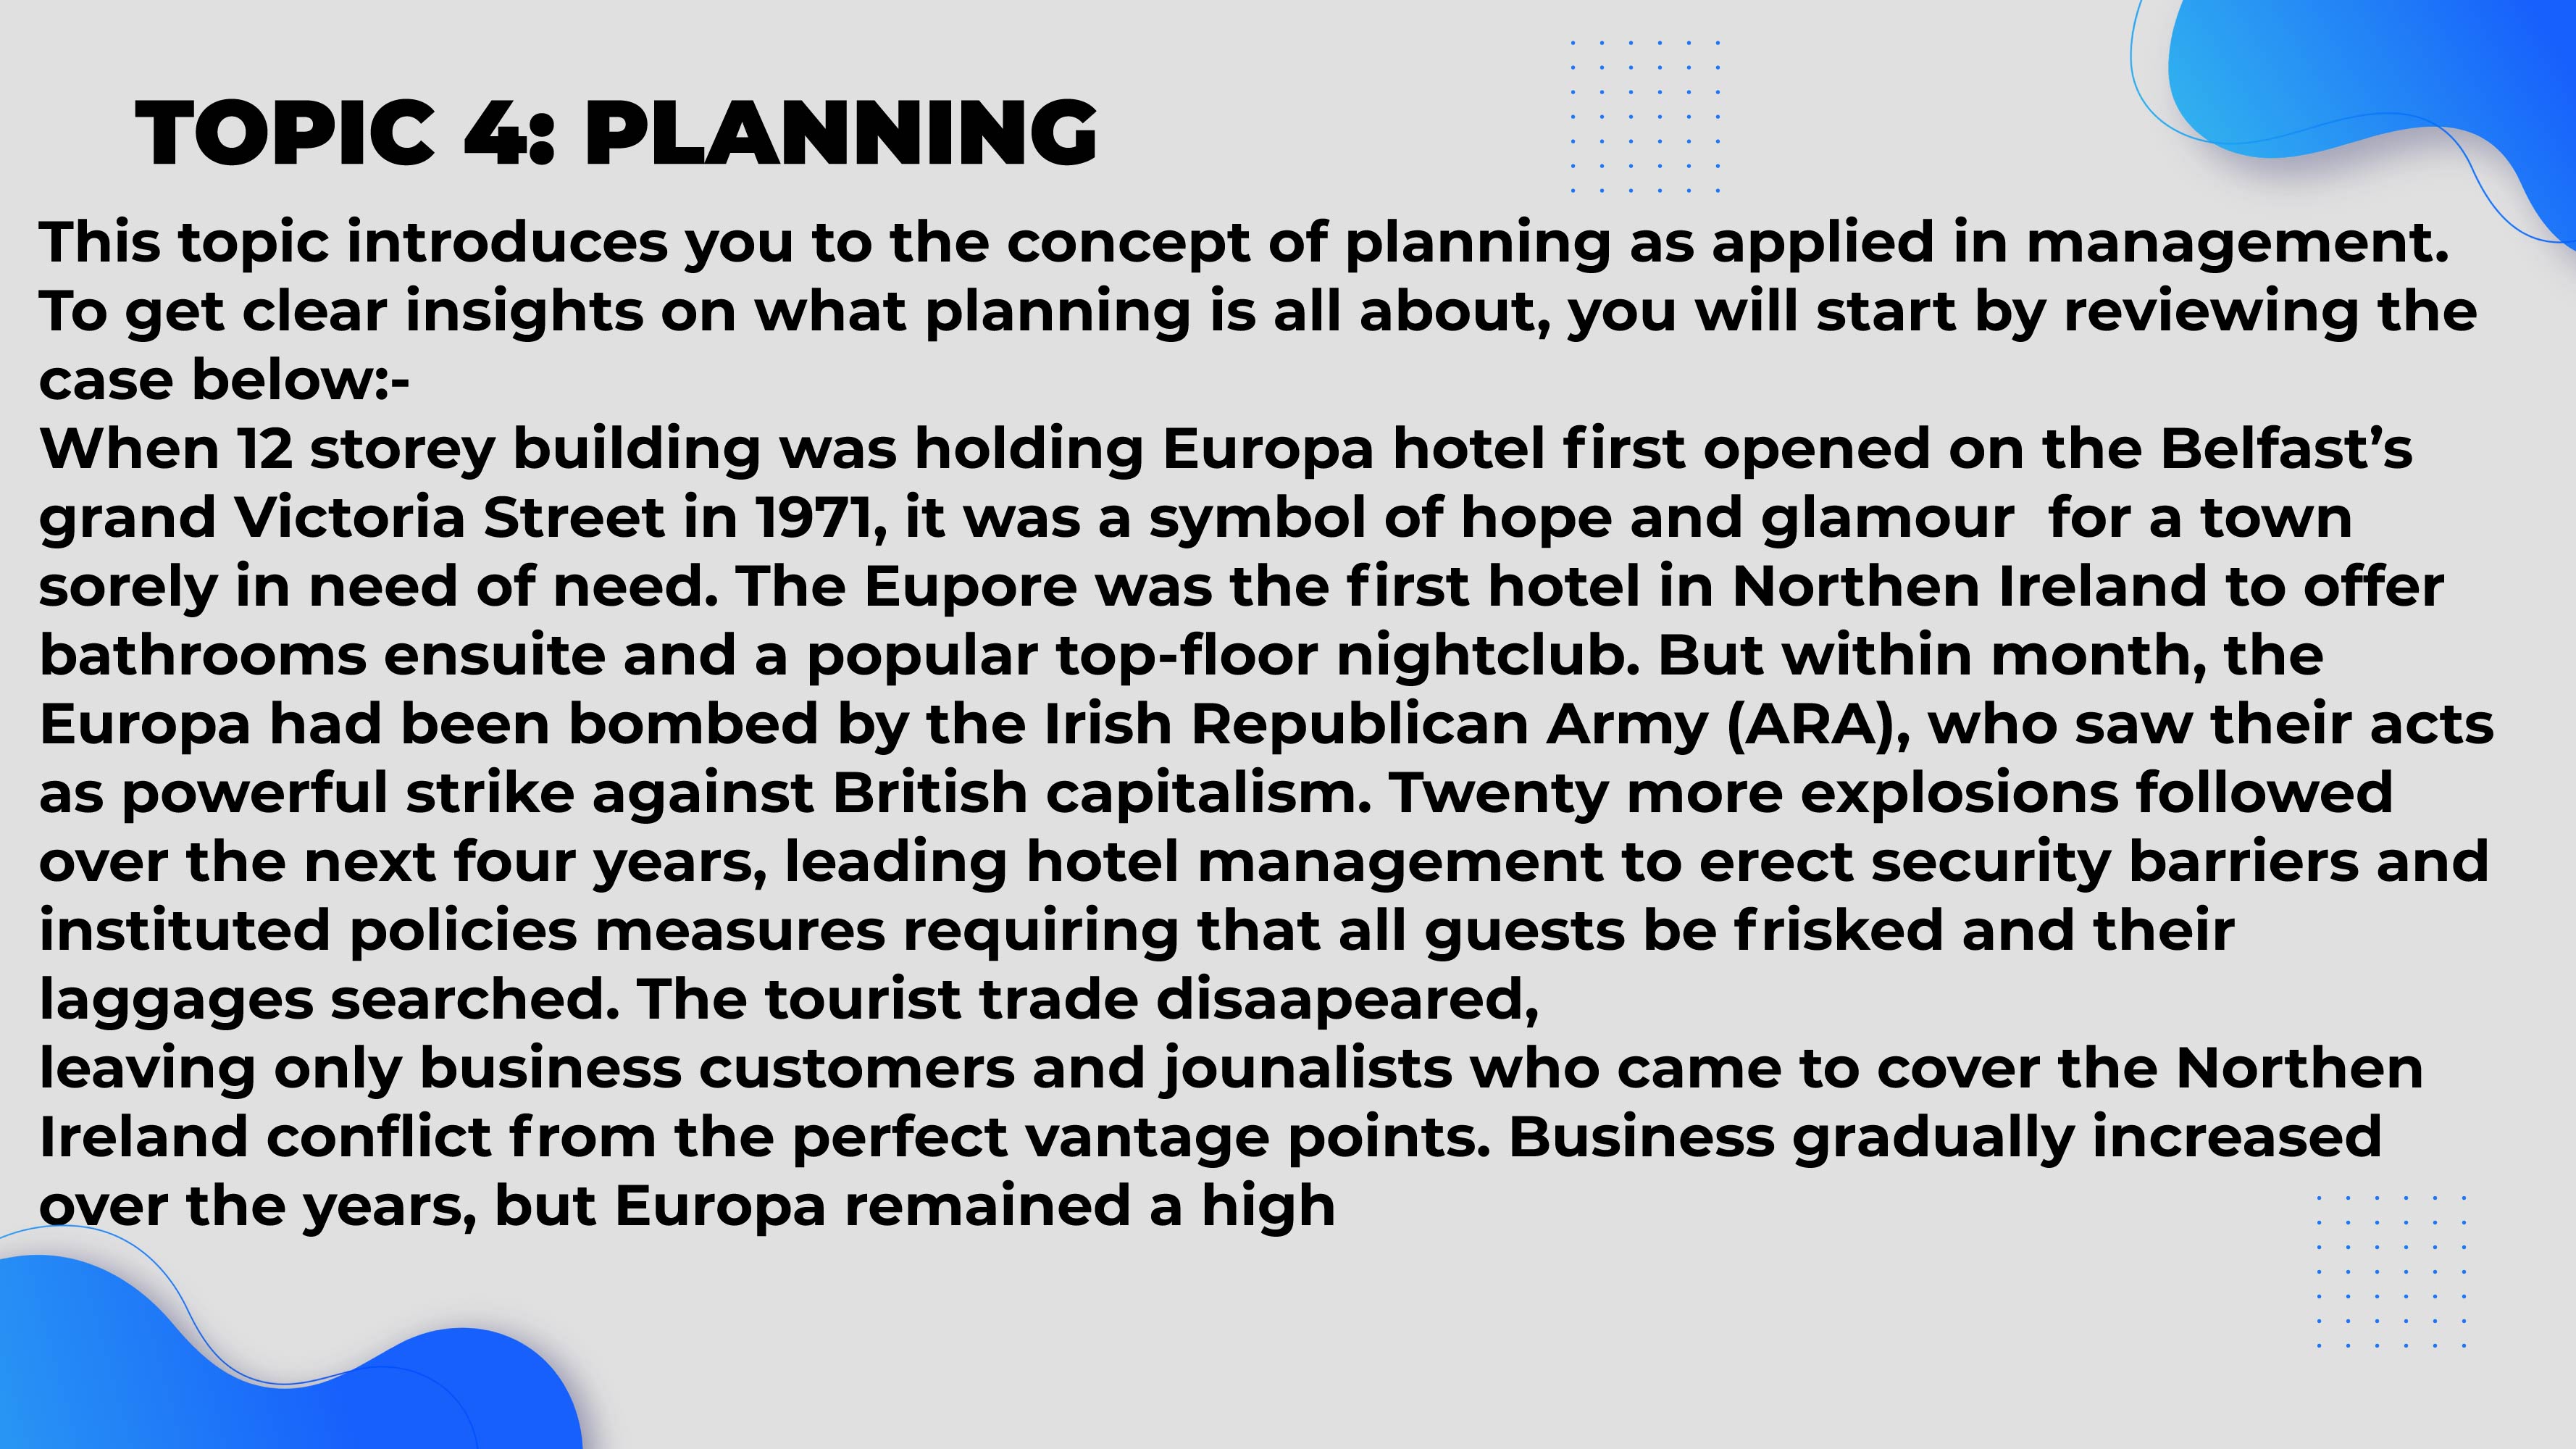 TOPIC 4: PLANNING
This topic introduces you to the concept of planning as applied in management.
To get clear insights on what planning is all about, you will start by reviewing the
case below:-
When 12 storey building was holding Europa hotel first opened on the Belfast’s
grand Victoria Street in 1971, it was a symbol of hope and glamour  for a town
sorely in need of need. The Eupore was the first hotel in Northen Ireland to offer
bathrooms ensuite and a popular top-floor nightclub. But within month, the
Europa had been bombed by the Irish Republican Army (ARA), who saw their acts
as powerful strike against British capitalism. Twenty more explosions followed
over the next four years, leading hotel management to erect security barriers and
instituted policies measures requiring that all guests be frisked and their
laggages searched. The tourist trade disaapeared,
leaving only business customers and jounalists who came to cover the Northen
Ireland conflict from the perfect vantage points. Business gradually increased
over the years, but Europa remained a high